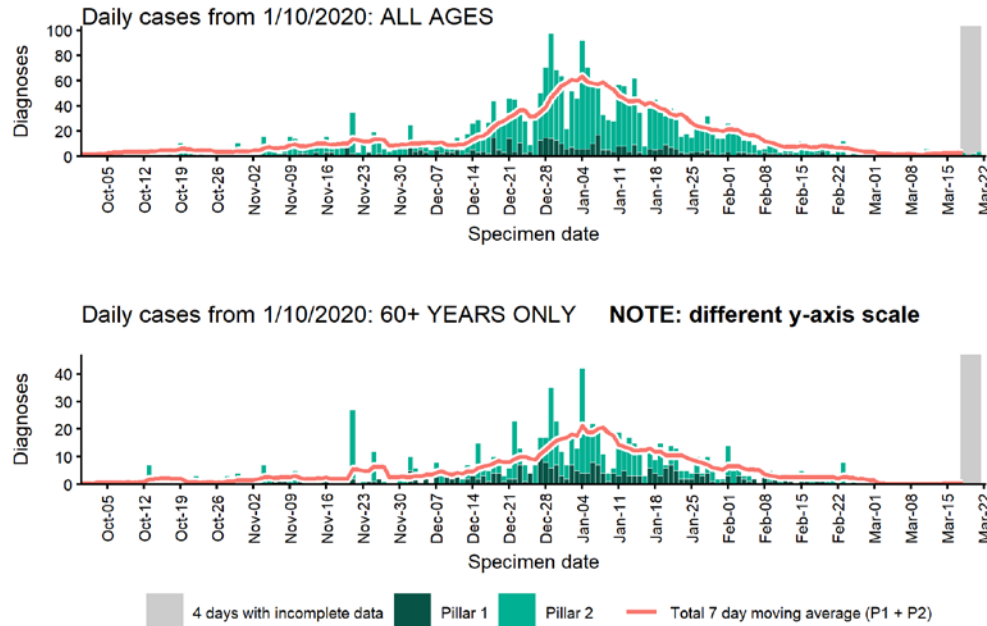 Daily cases from 1/10/2020: ALL AGES
100
80
60
40
20
0
Diagnoses
Oct-05
Oct-12
Oct-19
Oct-26
Nov-02
Nov-09
Nov-16
Nov-23
Nov-30
Dec-07
Dec-14
Dec-21
Dec-28
Jan-04
Jan-11
Jan-18
Jan-25
Feb-01
Feb-08
Feb-15
Feb-22
Mar-01
Mar-08
Mar-15
Mar-22
Specimen date
Daily cases from 1/10/2020: 60+ YEARS ONLY NOTE: different y-axis scale
40
30
20
10
0
Diagnoses
Oct-05
Oct-12
Oct-19
Oct-26
Nov-02
Nov-09
Nov-16
Nov-23
Nov-30
Dec-07
Dec-14
Dec-21
Dec-28
Jan-04
Jan-11
Jan-18
Jan-25
Feb-01
Feb-08
Feb-15
Feb-22
Mar-01
Mar-08
Mar-15
Mar-22
Specimen date
4 days with incomplete data Pillar 1 Pillar 2 Total 7 day moving average (P1 + P2)